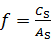 f = C_S / A_S